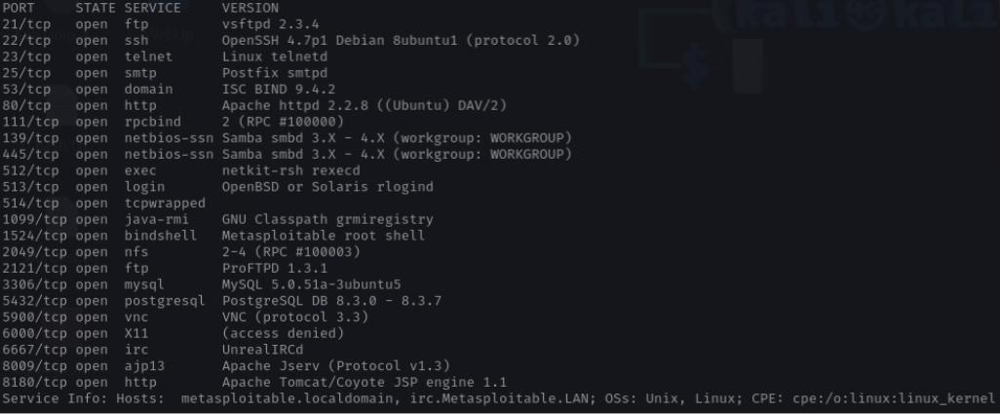 PORT STATE SERVICE VERSION
21/tcp open ftp vsftpd 2.3.4
22/tcp open ssh OpenSSH 4.7p1 Debian 8ubuntu1 (protocol 2.0)
23/tcp open telnet Linux telnetd
25/tcp open smtp Postfix smtpd
53/tcp open domain ISC BIND 9.4.2
80/tcp open http Apache httpd 2.2.8 ((Ubuntu) DAV/2)
111/tcp open rpcbind 2 (RPC #100000)
139/tcp open netbios-ssn Samba smbd 3.X - 4.X (workgroup: WORKGROUP)
445/tcp open netbios-ssn Samba smbd 3.X - 4.X (workgroup: WORKGROUP)
512/tcp open exec netkit-rsh rexecd
513/tcp open login OpenBSD or Solaris rlogind
514/tcp open tcpwrapped
1099/tcp open java-rmi GNU Classpath grmiregistry
1524/tcp open bindshell Metasploitable root shell
2049/tcp open nfs 2-4 (RPC #100003)
2121/tcp open ftp ProFTPD 1.3.1
3306/tcp open mysql MySQL 5.0.51a-3ubuntu5
5432/tcp open postgresql PostgreSQL DB 8.3.0 - 8.3.7
5900/tcp open vnc VNC (protocol 3.3)
6000/tcp open X11 (access denied)
6667/tcp open irc UnrealIRCd
8009/tcp open ajp13 Apache Jserv (Protocol v1.3)
8180/tcp open http Apache Tomcat/Coyote JSP engine 1.1
Service Info: Hosts: metasploitable.localdomain, irc.Metasploitable.LAN; OSs: Unix, Linux; CPE: cpe:/o:linux:linux_kernel
(kali㉿kali
$